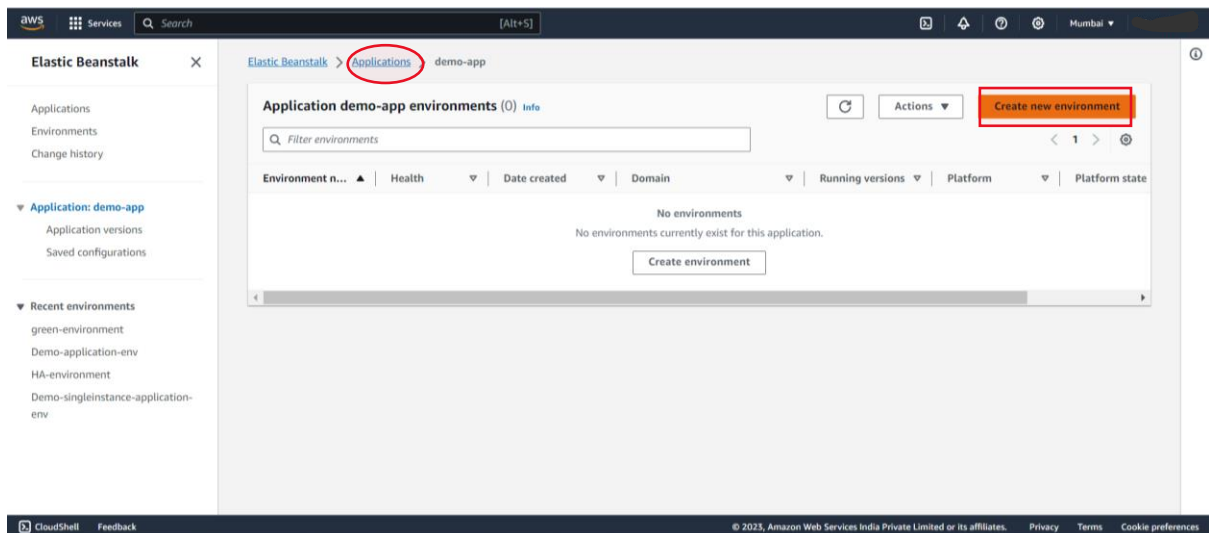 aws Services Search [Alt+S] Mumbai
Elastic Beanstalk
Applications
Environments
Change history
Application: demo-app
Application versions
Saved configurations
Recent environments
green-environment
Demo-application-env
HA-environment
Demo-singleinstance-application-
env
Elastic Beanstalk > Applications > demo-app
Application demo-app environments (0) Info Actions Create new environment
Filter environments < 1 >
Environment n... Health Date created Domain Running versions Platform Platform state
No environments
No environments currently exist for this application.
Create environment
CloudShell Feedback © 2023, Amazon Web Services India Private Limited or its affiliates. Privacy Terms Cookie preferences